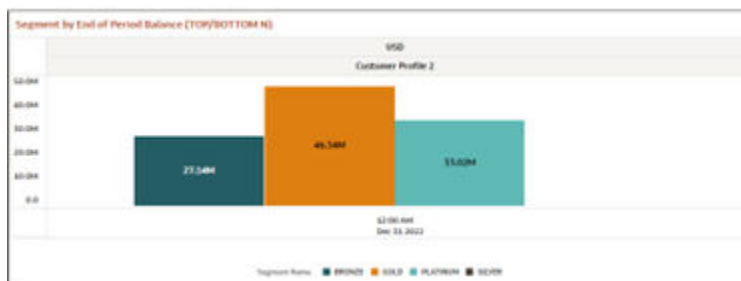 Segment by End of Period Balance (TOP/BOTTOM N)
USD
Customer Profile 2
50.0M
40.0M
30.0M
20.0M
10.0M
0.0
27.14M
46.34M
33.02M
12:00 AM
Dec 31 2022
Segment Name BRONZE GOLD PLATINUM SILVER